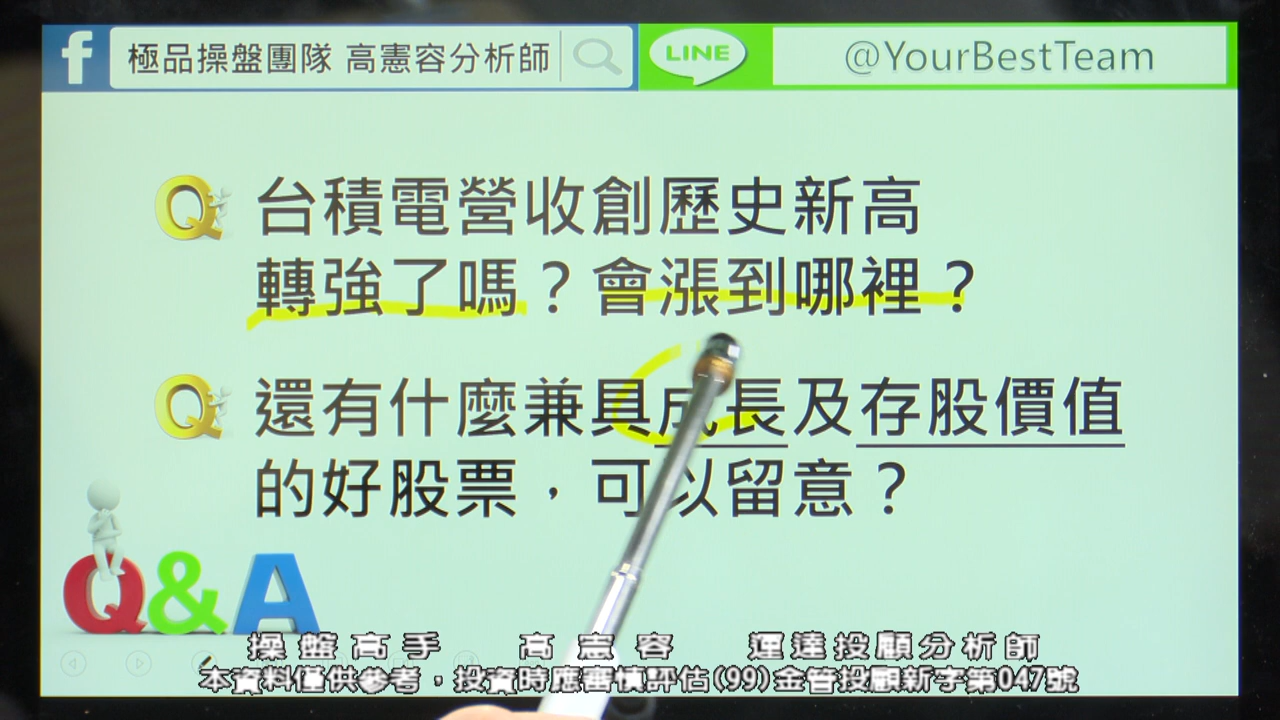 f 極品操盤團隊 高憲容分析師 LINE @YourBestTeam
Q 台積電營收創歷史新高
轉強了嗎？會漲到哪裡？
Q 還有什麼兼具成長及存股價值
的好股票，可以留意？
Q&A
操盤高手 高憲容 運達投顧分析師
本資料僅供參考，投資時應審慎評估(99)金管投顧新字第047號